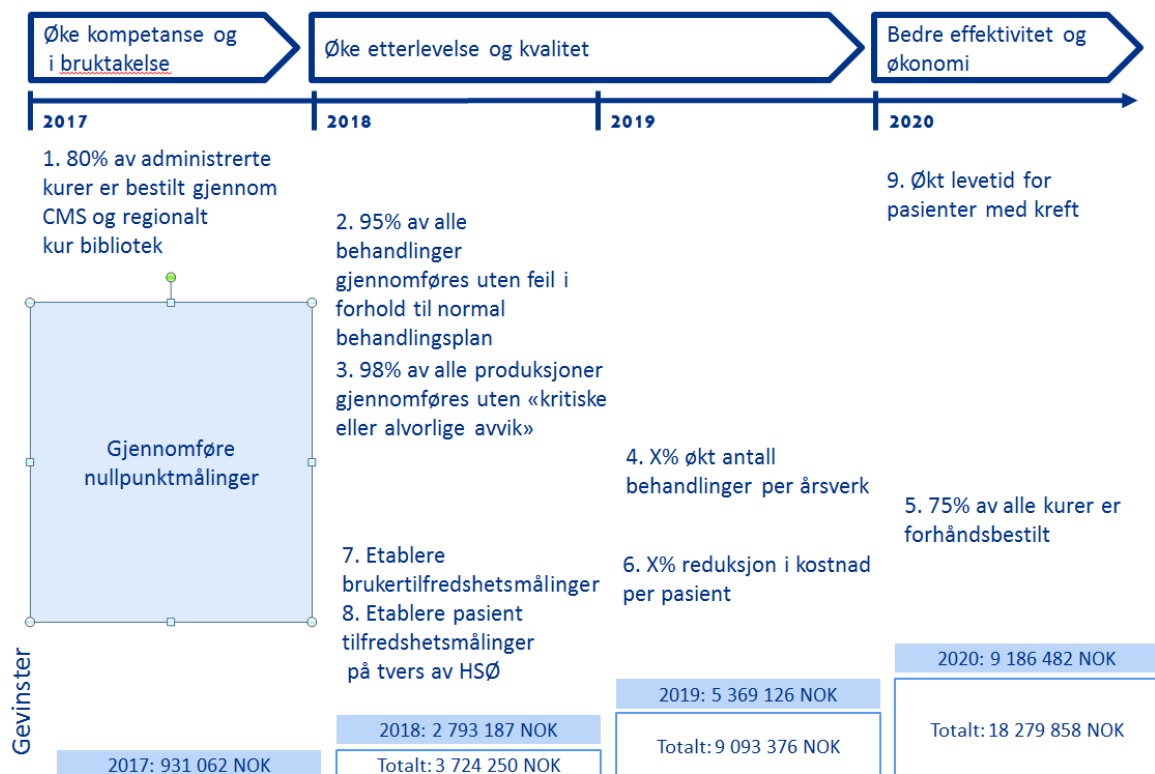 Øke kompetanse og
i bruktakelse
Øke etterlevelse og kvalitet
Bedre effektivitet og
økonomi
2017
2018
2019
2020
1. 80% av administrerte
kurer er bestilt gjennom
CMS og regionalt
kur bibliotek
Gjennomføre
nullpunktmålinger
2. 95% av alle
behandlinger
gjennomføres uten feil i
forhold til normal
behandlingsplan
3. 98% av alle produksjoner
gjennomføres uten «kritiske
eller alvorlige avvik»
7. Etablere
brukertilfredshetsmålinger
8. Etablere pasient
tilfredshetsmålinger
på tvers av HSØ
4. X% økt antall
behandlinger per årsverk
6. X% reduksjon i kostnad
per pasient
9. Økt levetid for
pasienter med kreft
5. 75% av alle kurer er
forhåndsbestilt
Gevinster
2017: 931 062 NOK
2018: 2 793 187 NOK
Totalt: 3 724 250 NOK
2019: 5 369 126 NOK
Totalt: 9 093 376 NOK
2020: 9 186 482 NOK
Totalt: 18 279 858 NOK